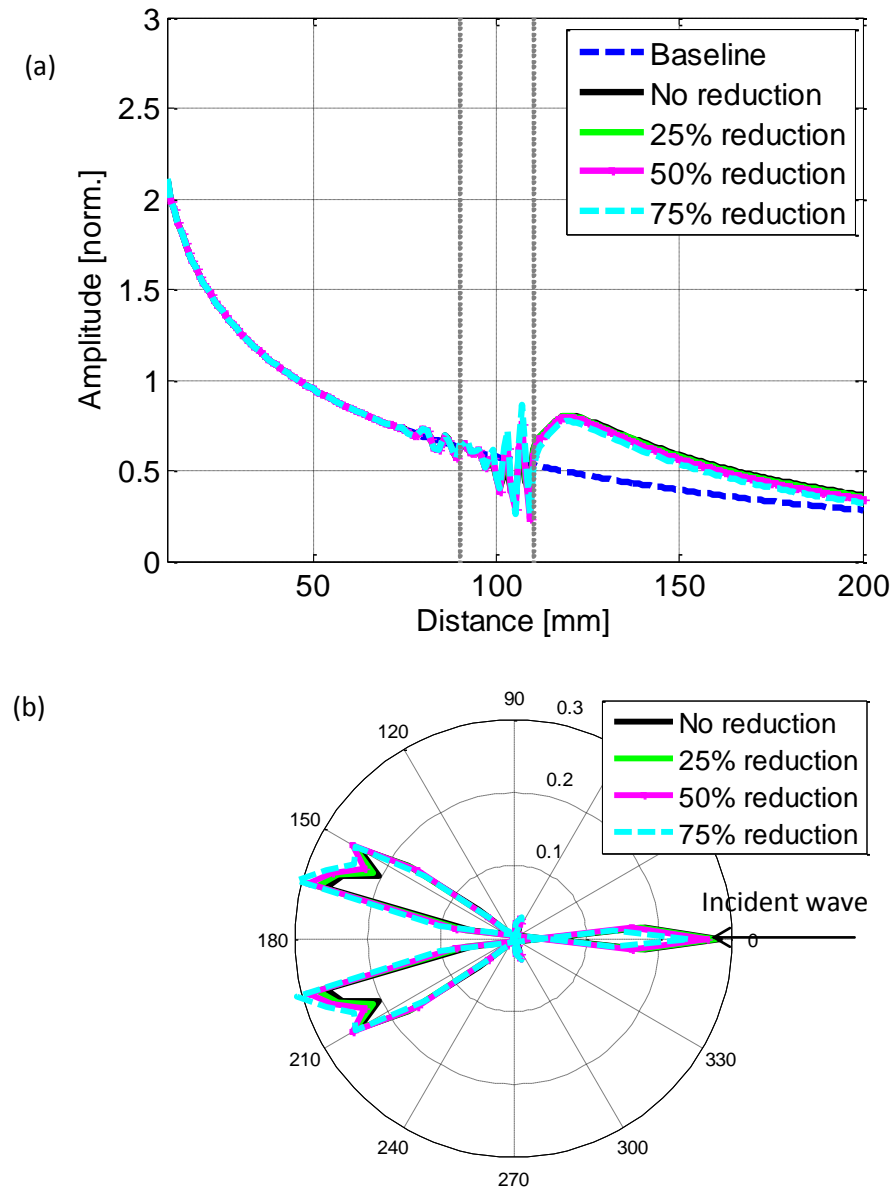 (a)
3
2.5
2
1.5
1
0.5
0
Amplitude [norm.]
50
100
150
200
Distance [mm]
Baseline
No reduction
25% reduction
50% reduction
75% reduction
(b)
90
120
150
180
210
240
270
300
330
0
0.1
0.2
0.3
No reduction
25% reduction
50% reduction
75% reduction
Incident wave